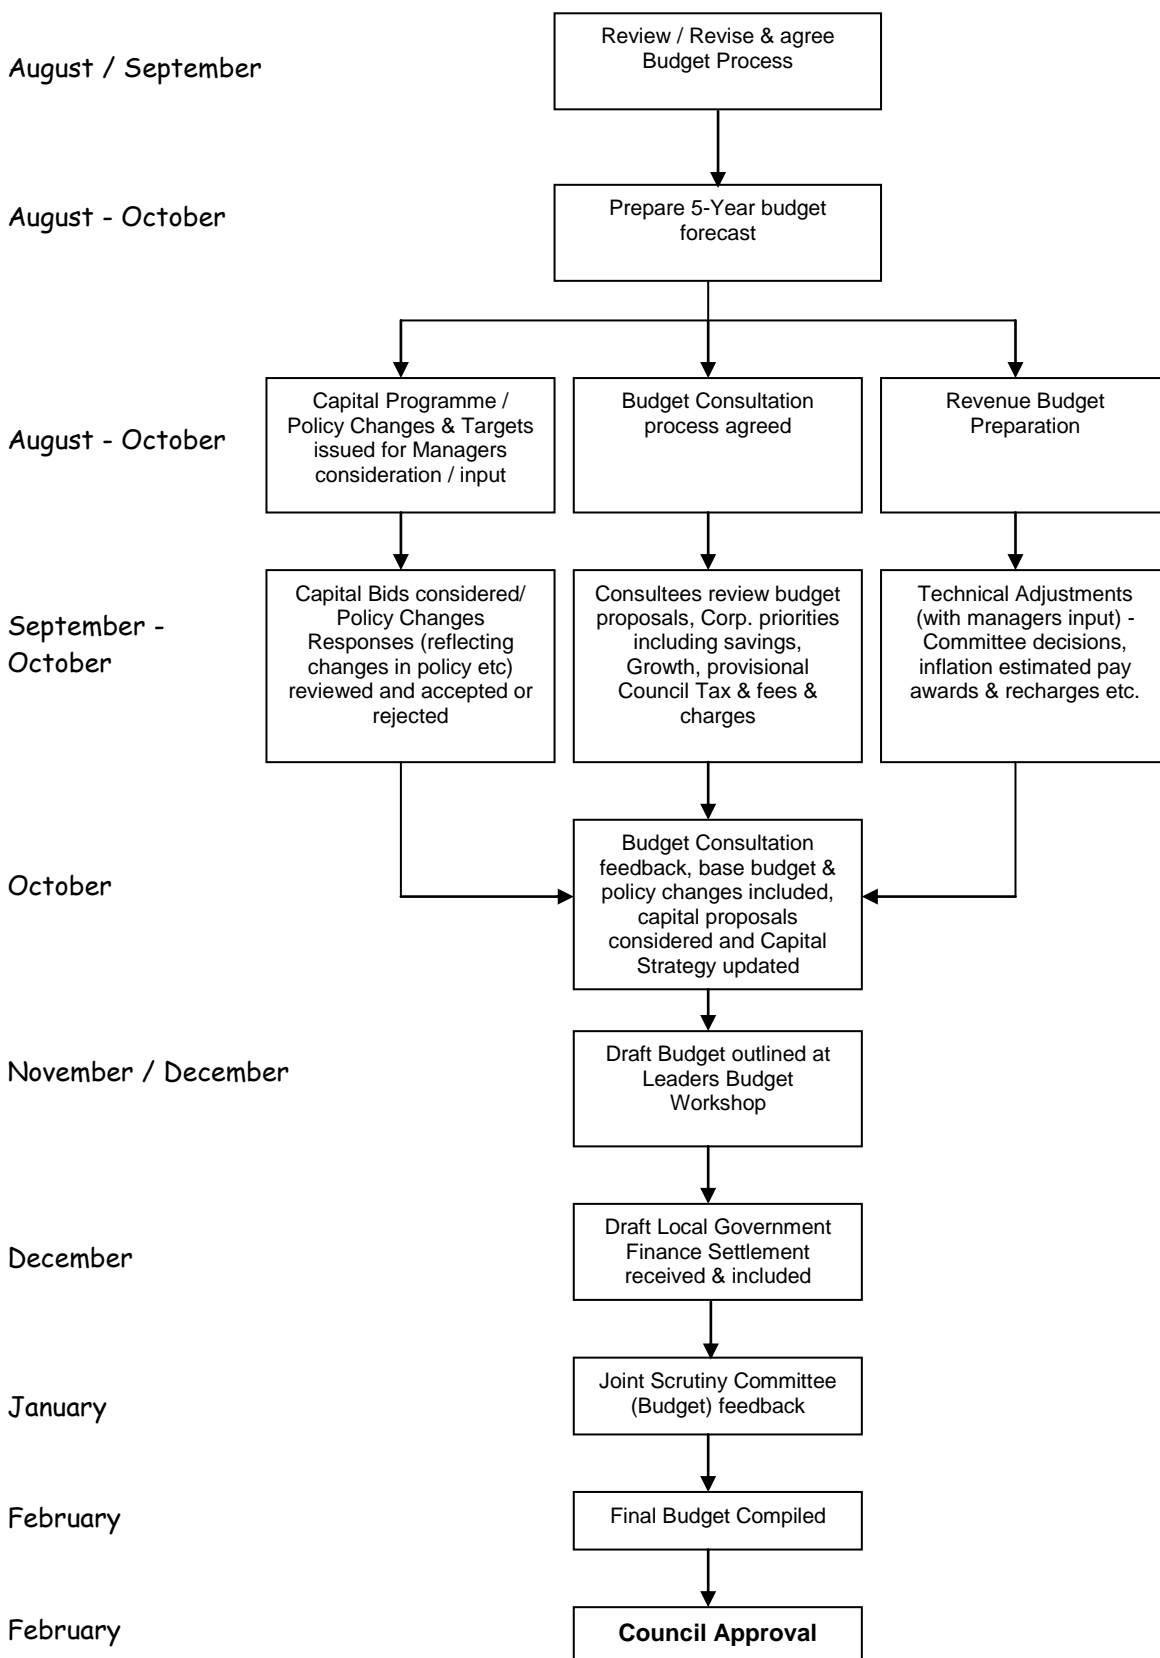 August / September
Review / Revise & agree
Budget Process
August - October
Prepare 5-Year budget
forecast
August - October
Capital Programme /
Policy Changes & Targets
issued for Managers
consideration / input
Budget Consultation
process agreed
Revenue Budget
Preparation
September -
October
Capital Bids considered/
Policy Changes
Responses (reflecting
changes in policy etc)
reviewed and accepted or
rejected
Consultees review budget
proposals, Corp. priorities
including savings,
Growth, provisional
Council Tax & fees &
charges
Technical Adjustments
(with managers input) -
Committee decisions,
inflation estimated pay
awards & recharges etc.
October
Budget Consultation
feedback, base budget &
policy changes included,
capital proposals
considered and Capital
Strategy updated
November / December
Draft Budget outlined at
Leaders Budget
Workshop
December
Draft Local Government
Finance Settlement
received & included
January
Joint Scrutiny Committee
(Budget) feedback
February
Final Budget Compiled
February
Council Approval